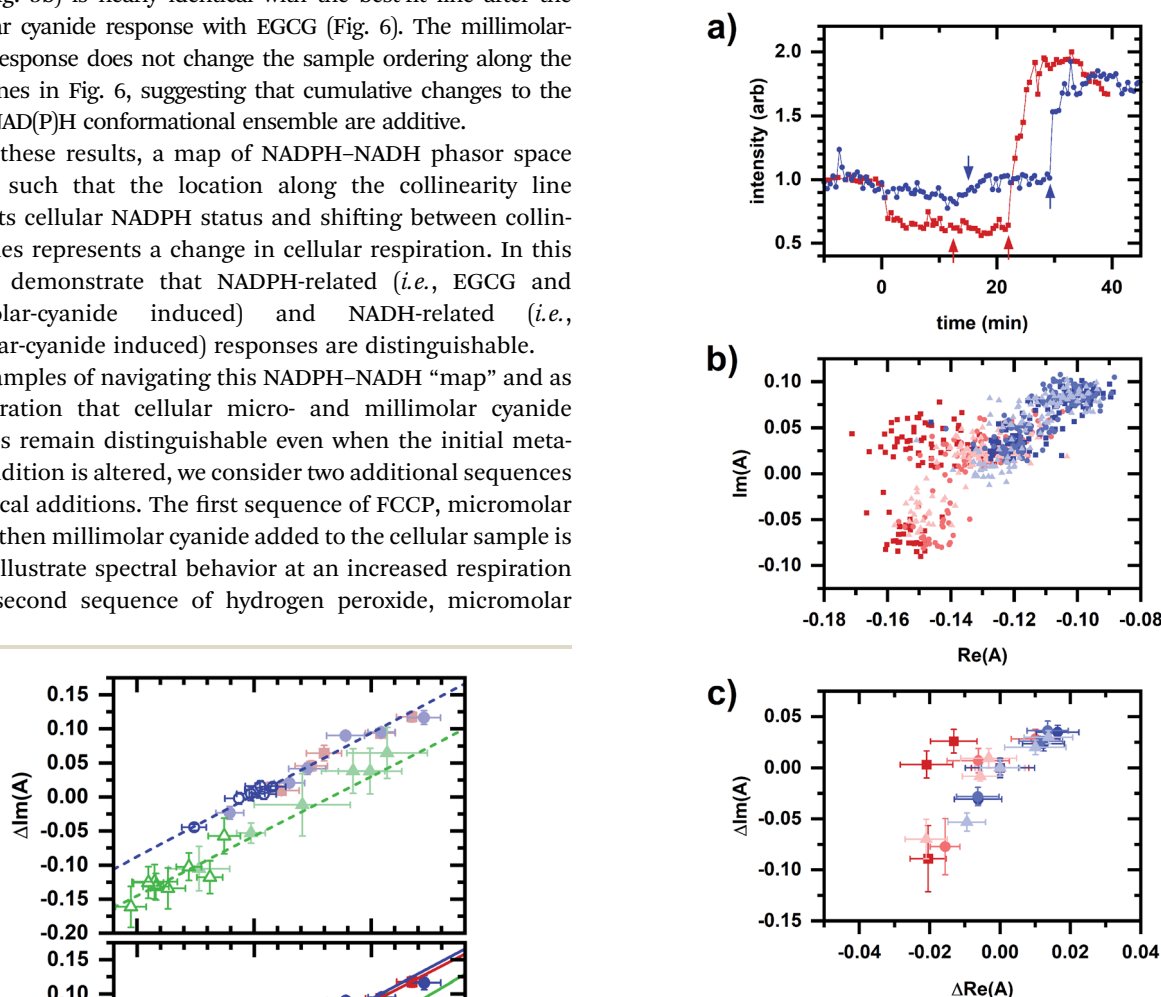 ig. 6b) is nearly identical with the best-fit line after the
ar cyanide response with EGCG (Fig. 6). The millimolar-
esponse does not change the sample ordering along the
nes in Fig. 6, suggesting that cumulative changes to the
NAD(P)H conformational ensemble are additive.
these results, a map of NADPH–NADH phasor space
such that the location along the collinearity line
ts cellular NADPH status and shifting between collin-
es represents a change in cellular respiration. In this
demonstrate that NADPH-related (i.e., EGCG and
olar-cyanide induced) and NADH-related (i.e.,
ar-cyanide induced) responses are distinguishable.
amples of navigating this NADPH–NADH “map” and as
ration that cellular micro- and millimolar cyanide
s remain distinguishable even when the initial meta-
ndition is altered, we consider two additional sequences
ical additions. The first sequence of FCCP, micromolar
then millimolar cyanide added to the cellular sample is
illustrate spectral behavior at an increased respiration
second sequence of hydrogen peroxide, micromolar
0.15
0.10
0.05
0.00
-0.05
-0.10
-0.15
-0.20
ΔIm(A)
0.15
0.10
a)
2.0
1.5
1.0
0.5
intensity (arb)
0 20 40
time (min)
b)
0.10
0.05
0.00
-0.05
-0.10
Im(A)
-0.18 -0.16 -0.14 -0.12 -0.10 -0.08
Re(A)
c)
0.05
0.00
-0.05
-0.10
-0.15
ΔIm(A)
-0.04 -0.02 0.00 0.02 0.04
ΔRe(A)